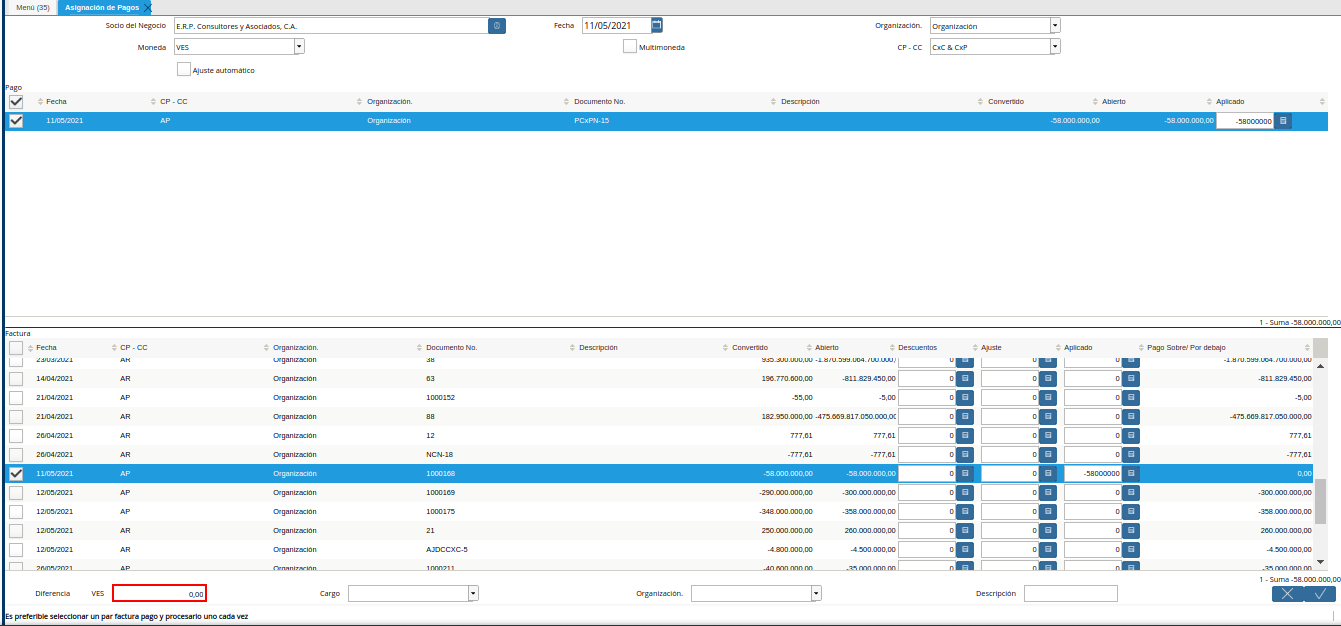 Menú (35) Asignación de Pagos
Socio del Negocio E.R.P. Consultores y Asociados, C.A. Fecha 11/05/2021 Organización. Organización
Moneda VES Multimoneda CP - CC CxC & CxP
Ajuste automático
Pago
Fecha CP - CC Organización. Documento No. Descripción Convertido Abierto Aplicado
11/05/2021 AP Organización PCxPN-15 -58.000.000,00 -58.000.000,00 -58000000
1 - Suma -58.000.000,00
Factura
Fecha CP - CC Organización. Documento No. Descripción Convertido Abierto Descuentos Ajuste Aplicado Pago Sobre/ Por debajo
23/03/2021 AR Organización 38 935.300.000,00 -1.870.599.064.700.000, 0 0 0 -1.870.599.064.700.000,00
14/04/2021 AR Organización 63 196.770.600,00 -811.829.450,00 0 0 0 -811.829.450,00
21/04/2021 AP Organización 1000152 -55,00 -5,00 0 0 0 -5,00
21/04/2021 AR Organización 88 182.950.000,00 -475.669.817.050.000,00 0 0 0 -475.669.817.050.000,00
26/04/2021 AR Organización 12 777,61 777,61 0 0 0 777,61
26/04/2021 AR Organización NCN-18 -777,61 -777,61 0 0 0 -777,61
11/05/2021 AP Organización 1000168 -58.000.000,00 -58.000.000,00 0 0 -58000000 0,00
12/05/2021 AP Organización 1000169 -290.000.000,00 -300.000.000,00 0 0 0 -300.000.000,00
12/05/2021 AP Organización 1000175 -348.000.000,00 -358.000.000,00 0 0 0 -358.000.000,00
12/05/2021 AR Organización 21 250.000.000,00 260.000.000,00 0 0 0 260.000.000,00
12/05/2021 AR Organización AJDCCXC-5 -4.800.000,00 -4.500.000,00 0 0 0 -4.500.000,00
26/05/2021 AP Organización 1000211 -40.600.000,00 -35.000.000,00 0 0 0 -35.000.000,00
1 - Suma -58.000.000,00
Diferencia VES 0,00 Cargo Organización. Descripción
Es preferible seleccionar un par factura pago y procesarlo uno cada vez